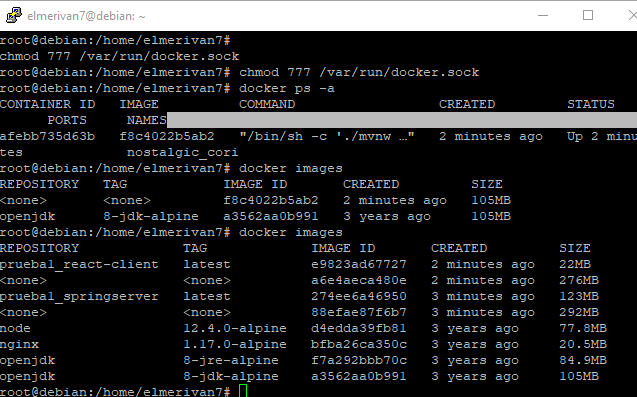 elmerivan7@debian: ~
root@debian:/home/elmerivan7#
chmod 777 /var/run/docker.sock
root@debian:/home/elmerivan7# chmod 777 /var/run/docker.sock
root@debian:/home/elmerivan7# docker ps -a
CONTAINER ID   IMAGE          COMMAND                  CREATED         STATUS
      PORTS     NAMES
afebb735d63b   f8c4022b5ab2   "/bin/sh -c './mvnw …"   2 minutes ago   Up 2 minu
tes             nostalgic_cori
root@debian:/home/elmerivan7# docker images
REPOSITORY   TAG            IMAGE ID       CREATED         SIZE
<none>       <none>         f8c4022b5ab2   2 minutes ago   105MB
openjdk      8-jdk-alpine   a3562aa0b991   3 years ago     105MB
root@debian:/home/elmerivan7# docker images
REPOSITORY             TAG             IMAGE ID       CREATED         SIZE
prueba1_react-client   latest          e9823ad67727   2 minutes ago   22MB
<none>                 <none>          a6e4aeca480e   2 minutes ago   276MB
prueba1_springserver   latest          274ee6a46950   3 minutes ago   123MB
<none>                 <none>          88efae87f6b7   3 minutes ago   292MB
node                   12.4.0-alpine   d4edda39fb81   3 years ago     77.8MB
nginx                  1.17.0-alpine   bfba26ca350c   3 years ago     20.5MB
openjdk                8-jre-alpine    f7a292bbb70c   3 years ago     84.9MB
openjdk                8-jdk-alpine    a3562aa0b991   3 years ago     105MB
root@debian:/home/elmerivan7#